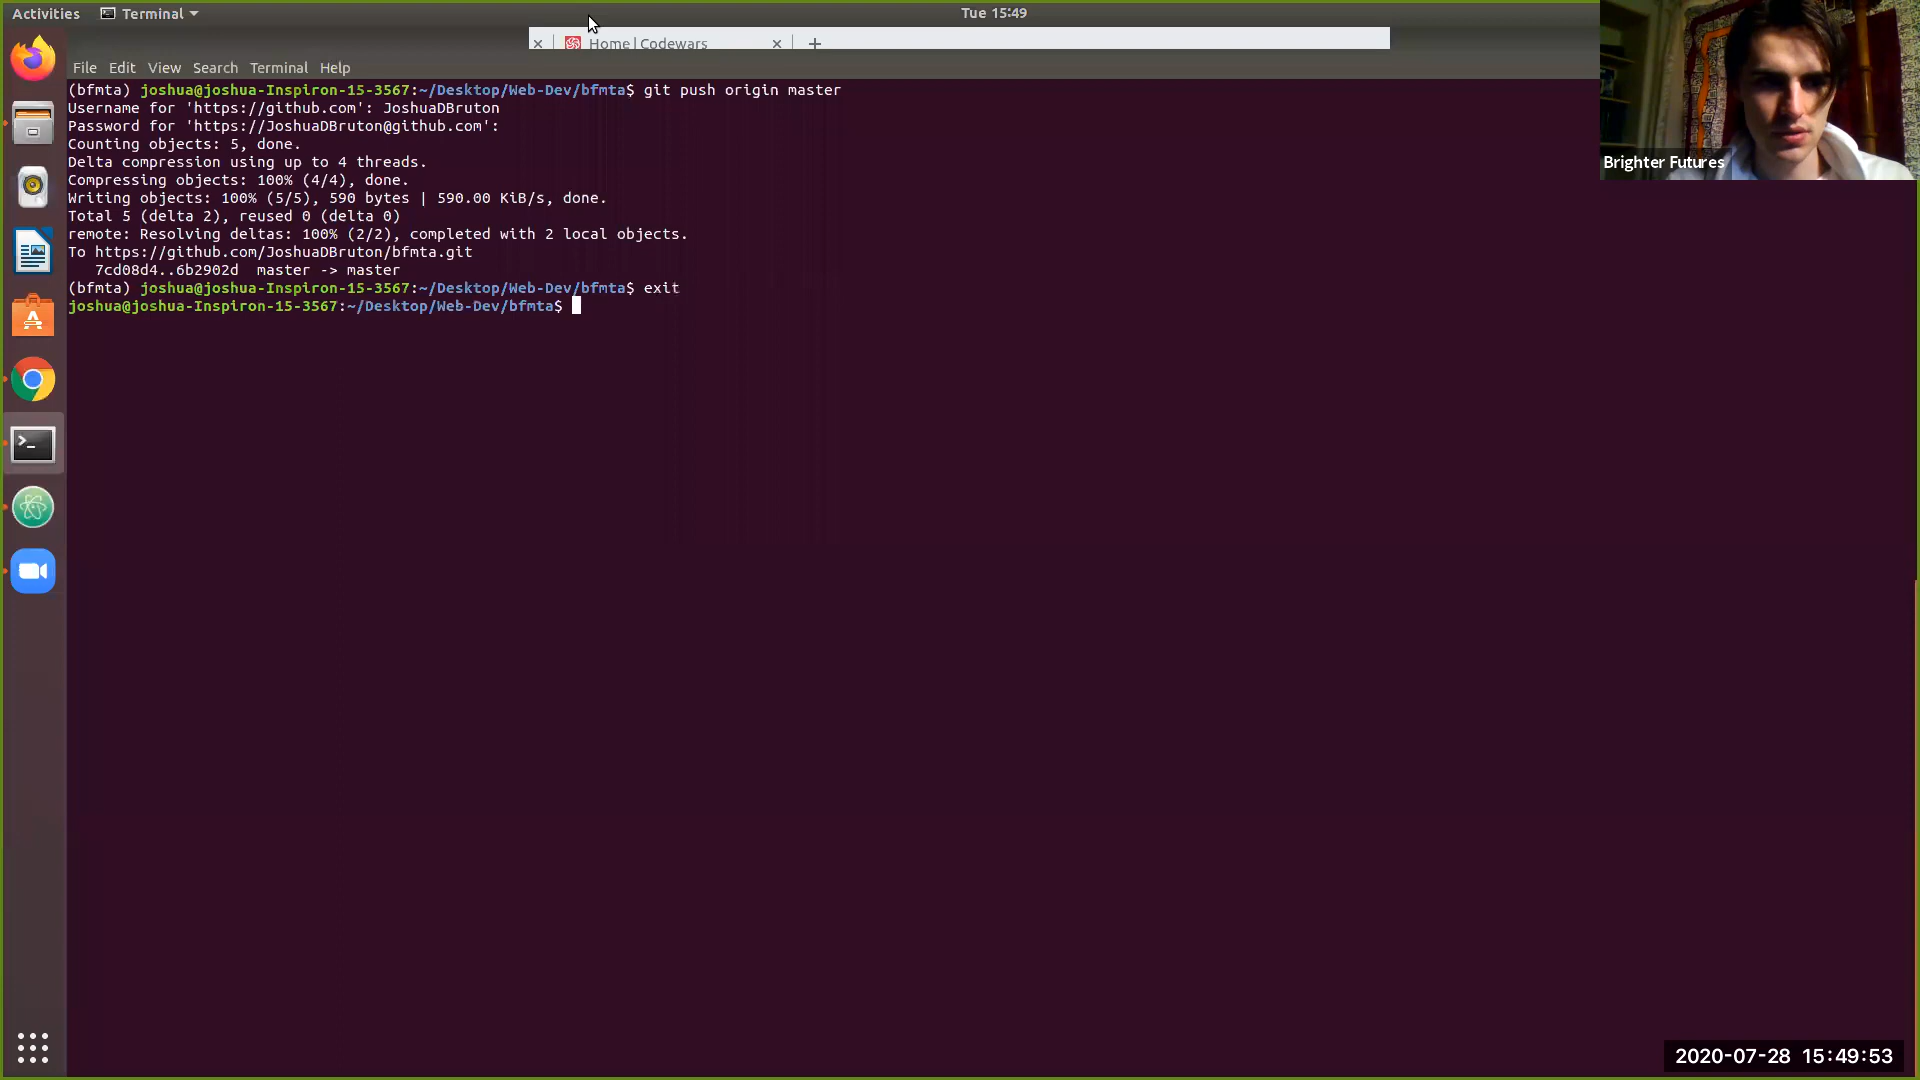 Activities Terminal Tue 15:49
Home | Codewars
File Edit View Search Terminal Help
(bfmta) joshua@joshua-Inspiron-15-3567:~/Desktop/Web-Dev/bfmta$ git push origin master
Username for 'https://github.com': JoshuaDBruton
Password for 'https://JoshuaDBruton@github.com':
Counting objects: 5, done.
Delta compression using up to 4 threads.
Compressing objects: 100% (4/4), done.
Writing objects: 100% (5/5), 590 bytes | 590.00 KiB/s, done.
Total 5 (delta 2), reused 0 (delta 0)
remote: Resolving deltas: 100% (2/2), completed with 2 local objects.
To https://github.com/JoshuaDBruton/bfmta.git
7cd08d4..6b2902d master -> master
(bfmta) joshua@joshua-Inspiron-15-3567:~/Desktop/Web-Dev/bfmta$ exit
joshua@joshua-Inspiron-15-3567:~/Desktop/Web-Dev/bfmta$
Brighter Futures
2020-07-28 15:49:53